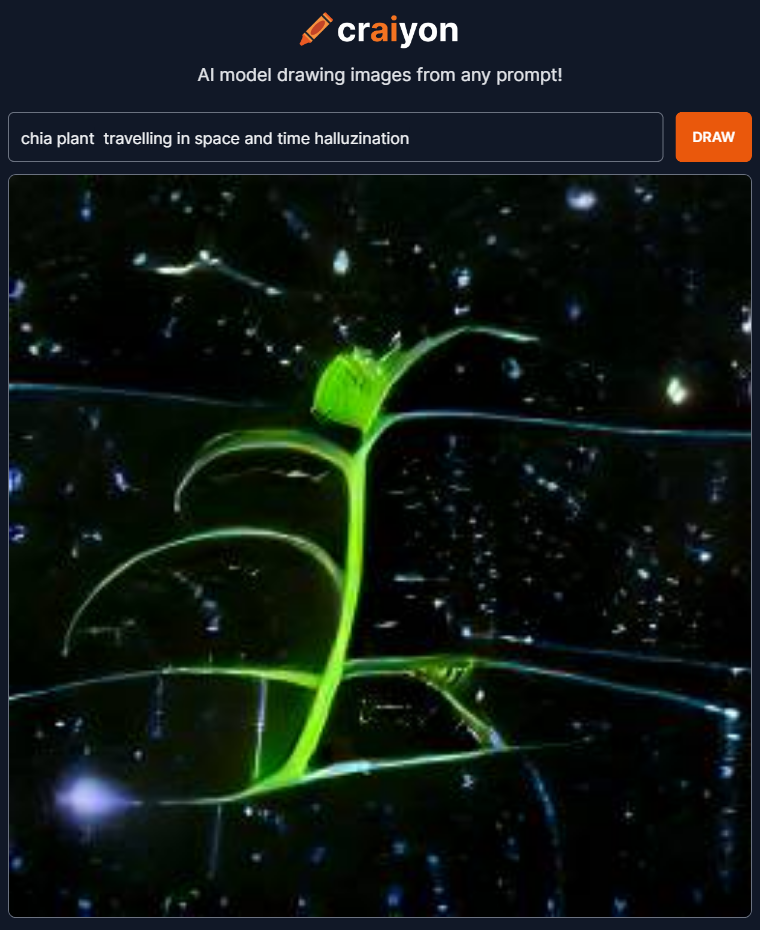 craiyon
AI model drawing images from any prompt!
chia plant  travelling in space and time halluzination
DRAW